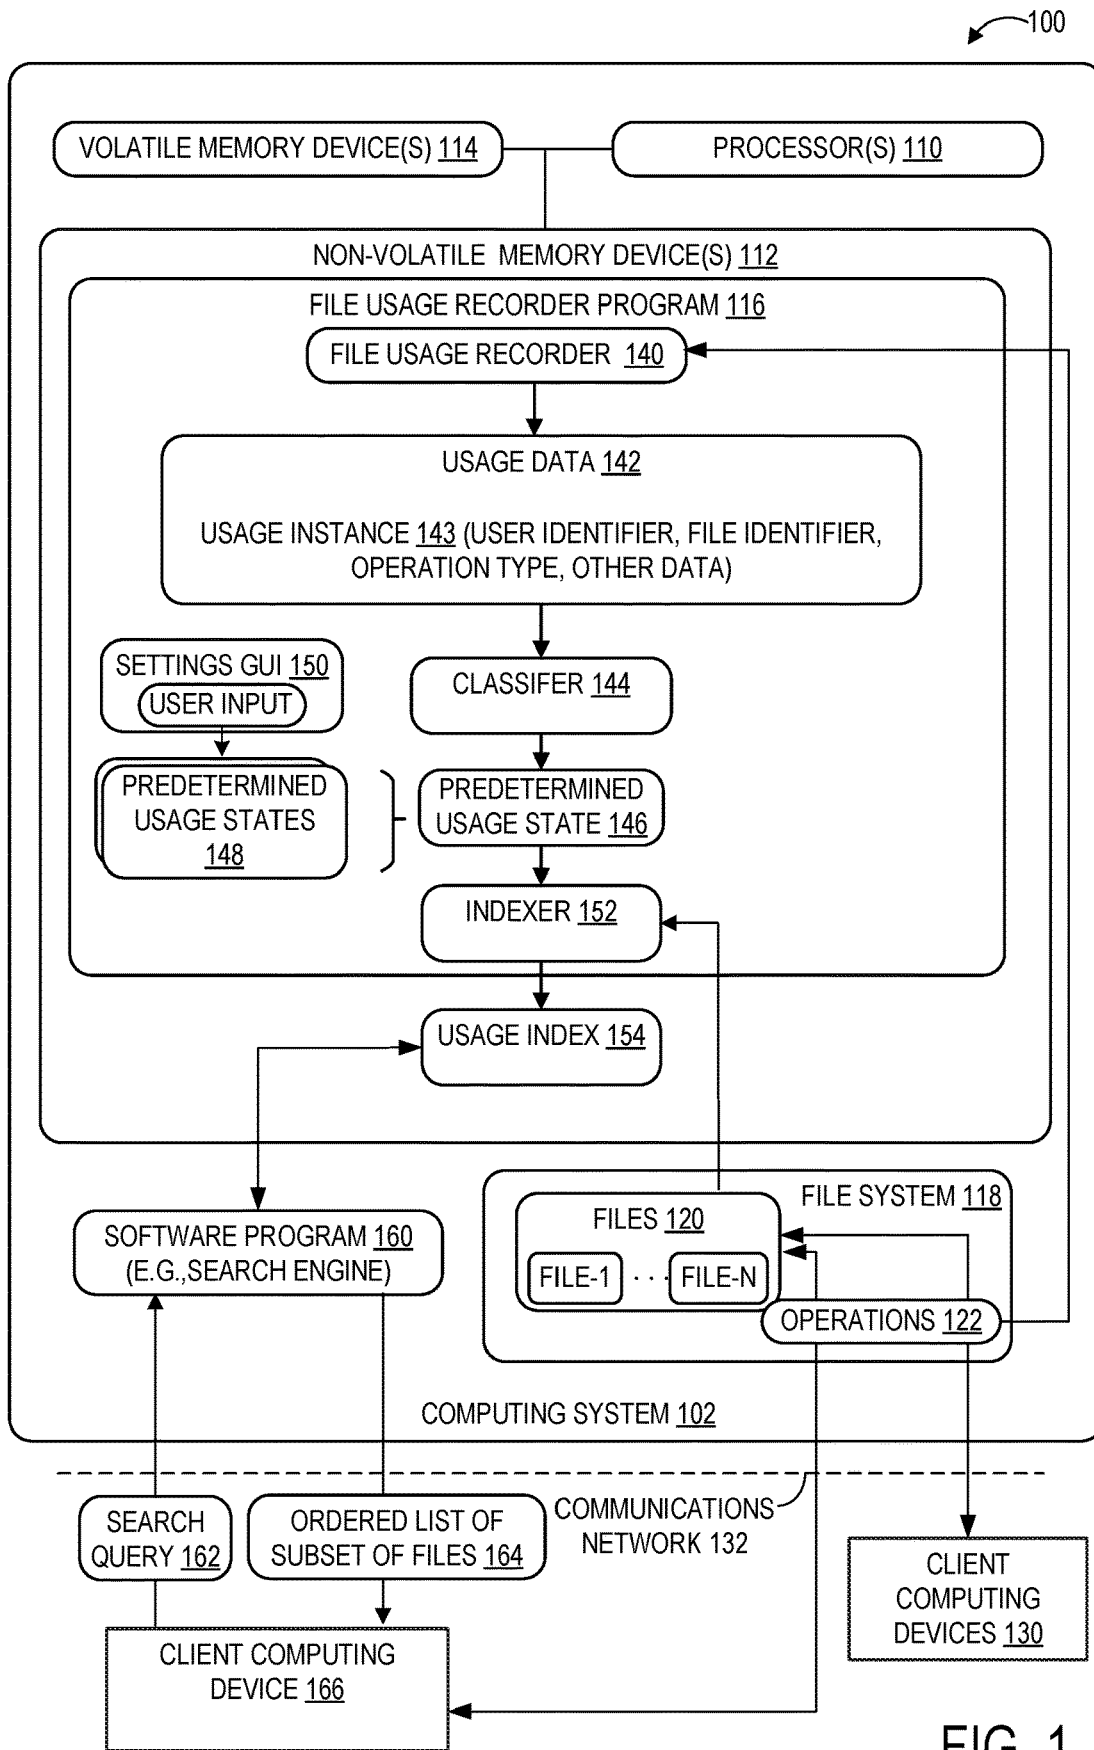 100
VOLATILE MEMORY DEVICE(S) 114
PROCESSOR(S) 110
NON-VOLATILE MEMORY DEVICE(S) 112
FILE USAGE RECORDER PROGRAM 116
FILE USAGE RECORDER 140
USAGE DATA 142
USAGE INSTANCE 143 (USER IDENTIFIER, FILE IDENTIFIER,
OPERATION TYPE, OTHER DATA)
SETTINGS GUI 150
USER INPUT
CLASSIFER 144
PREDETERMINED
USAGE STATES
148
PREDETERMINED
USAGE STATE 146
INDEXER 152
USAGE INDEX 154
FILE SYSTEM 118
FILES 120
FILE-1 · · · FILE-N
OPERATIONS 122
SOFTWARE PROGRAM 160
(E.G.,SEARCH ENGINE)
COMPUTING SYSTEM 102
SEARCH
QUERY 162
ORDERED LIST OF
SUBSET OF FILES 164
COMMUNICATIONS
NETWORK 132
CLIENT
COMPUTING
DEVICES 130
CLIENT COMPUTING
DEVICE 166
FIG. 1